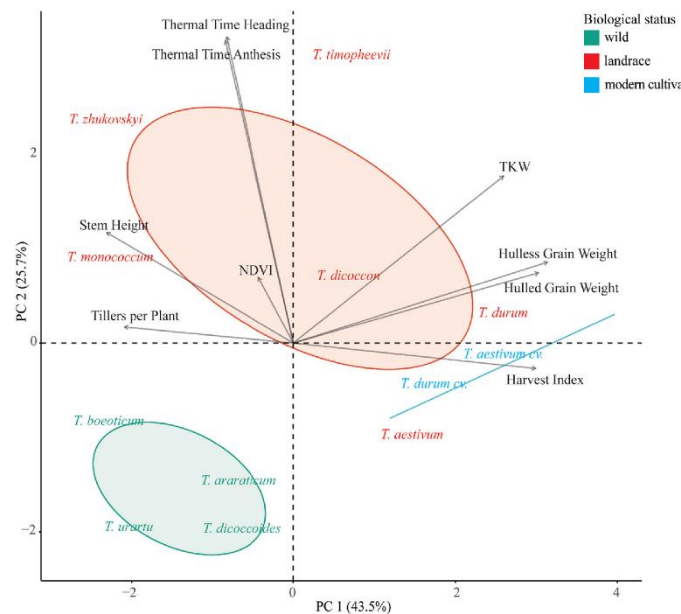 Biological status
wild
landrace
modern cultiva
Thermal Time Heading
Thermal Time Anthesis
T. timopheevii
T. zhukovskyi
TKW
Stem Height
T. monococcum
NDVI
T. dicoccon
Hulless Grain Weight
Hulled Grain Weight
T. durum
Tillers per Plant
T. aestivum cv.
T. durum cv.
Harvest Index
T. aestivum
T. boeoticum
T. araraticum
T. urartu
T. dicoccoides
PC 2 (25.7%)
2
0
−2
−2
0
2
4
PC 1 (43.5%)